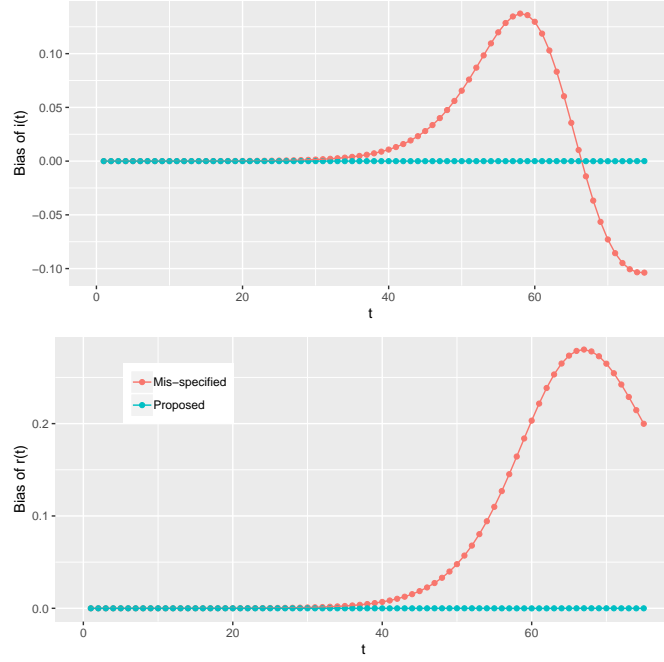 0.10
0.05
0.00
−0.05
−0.10
Bias of i(t)
0 20 40 60
t
Mis−specified
Proposed
0.2
0.1
0.0
Bias of r(t)
0 20 40 60
t